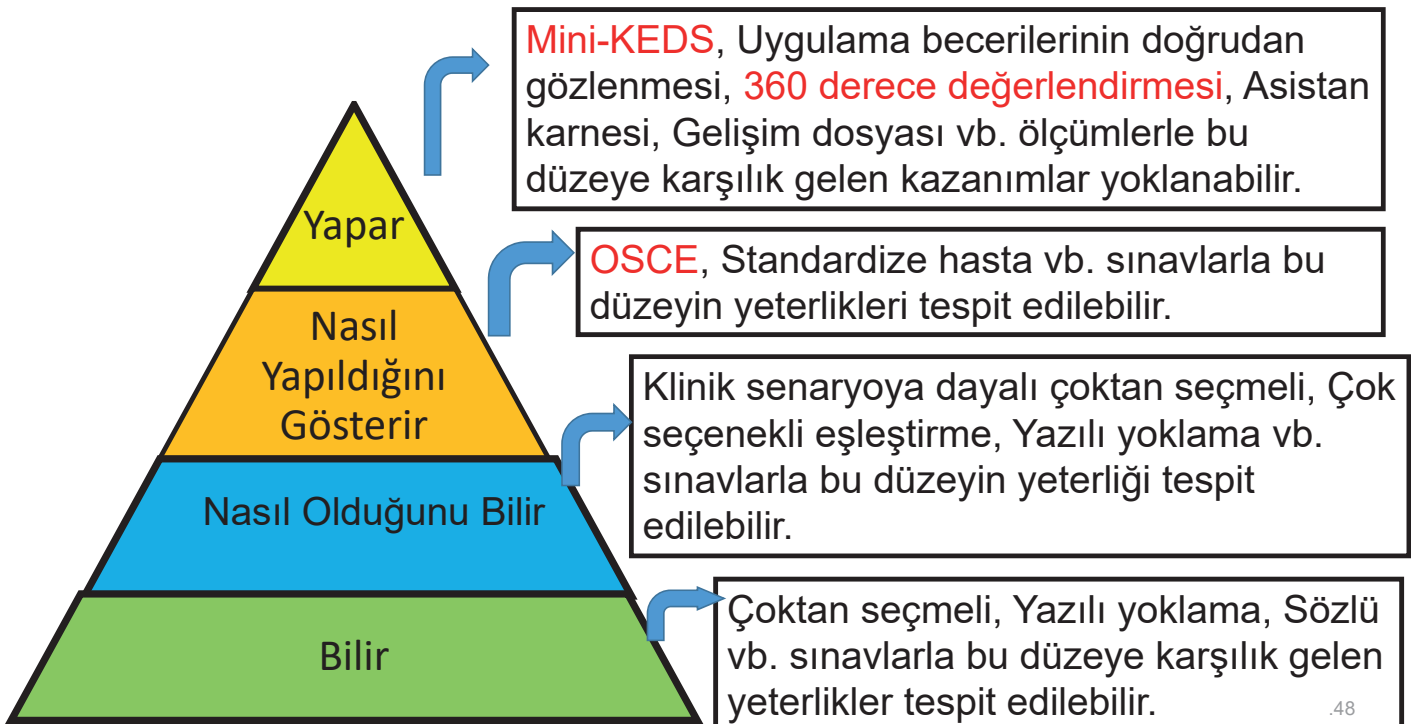 Mini-KEDS, Uygulama becerilerinin doğrudan
gözlenmesi, 360 derece değerlendirmesi, Asistan
karnesi, Gelişim dosyası vb. ölçümlerle bu
düzeye karşılık gelen kazanımlar yoklanabilir.
Yapar
OSCE, Standardize hasta vb. sınavlarla bu
düzeyin yeterlikleri tespit edilebilir.
Nasıl
Yapıldığını
Gösterir
Klinik senaryoya dayalı çoktan seçmeli, Çok
seçenekli eşleştirme, Yazılı yoklama vb.
sınavlarla bu düzeyin yeterliği tespit
edilebilir.
Nasıl Olduğunu Bilir
Çoktan seçmeli, Yazılı yoklama, Sözlü
vb. sınavlarla bu düzeye karşılık gelen
yeterlikler tespit edilebilir.
Bilir
.48